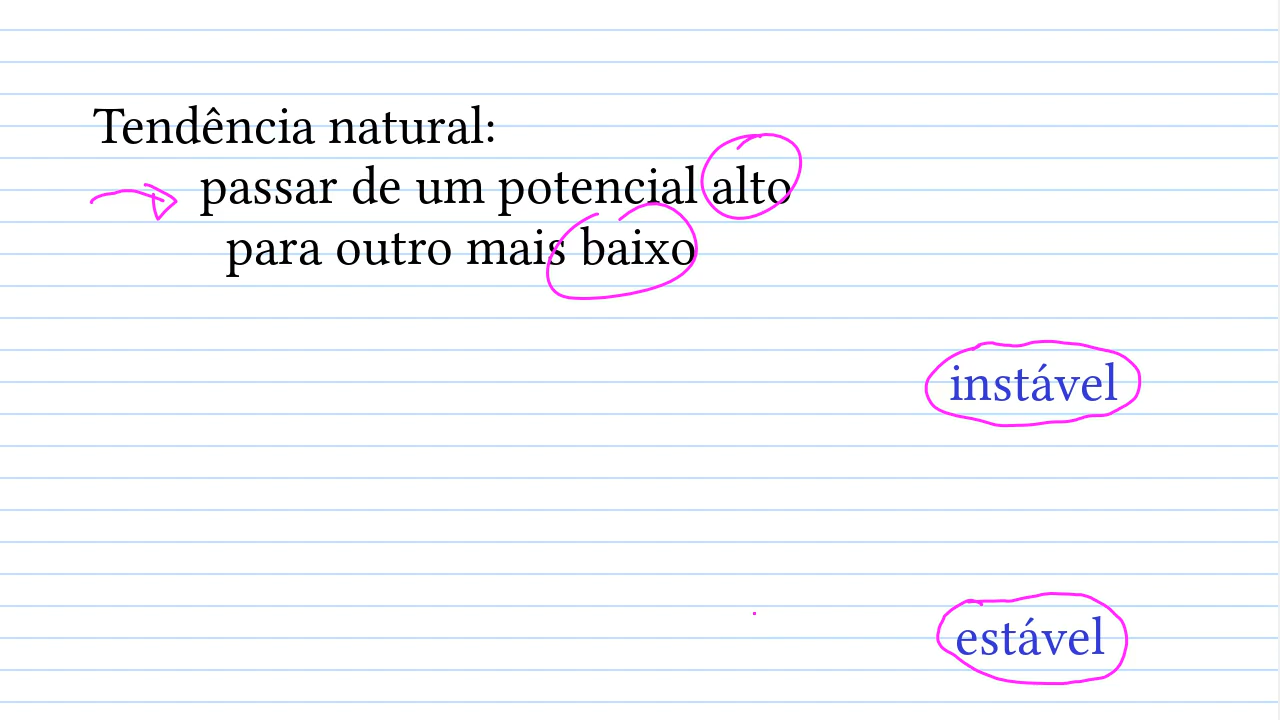 Tendência natural:
passar de um potencial alto
para outro mais baixo
instável
estável